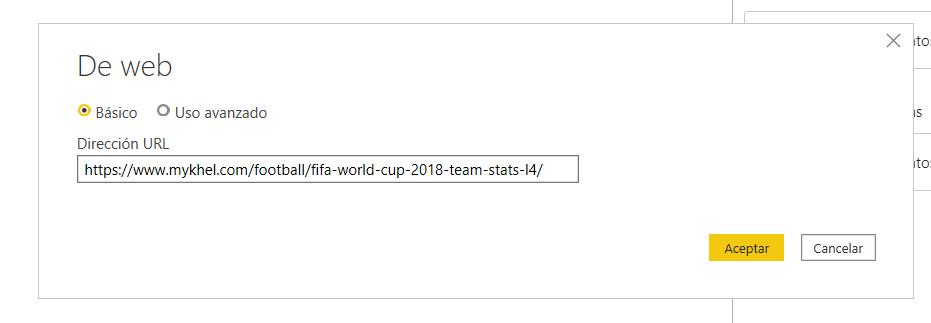 De web
Básico Uso avanzado
Dirección URL
https://www.mykhel.com/football/fifa-world-cup-2018-team-stats-l4/
Aceptar Cancelar